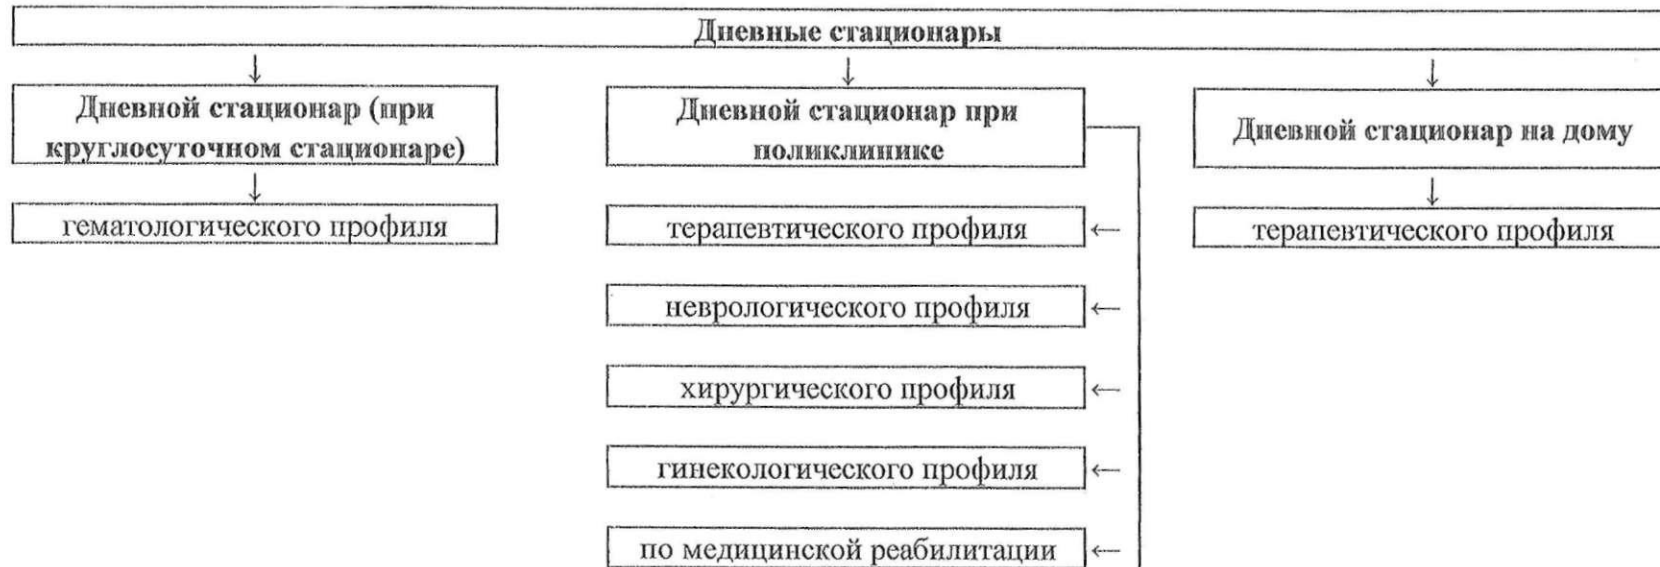 Дневные стационары
Дневной стационар (при
круглосуточном стационаре)
гематологического профиля
Дневной стационар при
поликлинике
терапевтического профиля
неврологического профиля
хирургического профиля
гинекологического профиля
по медицинской реабилитации
Дневной стационар на дому
терапевтического профиля